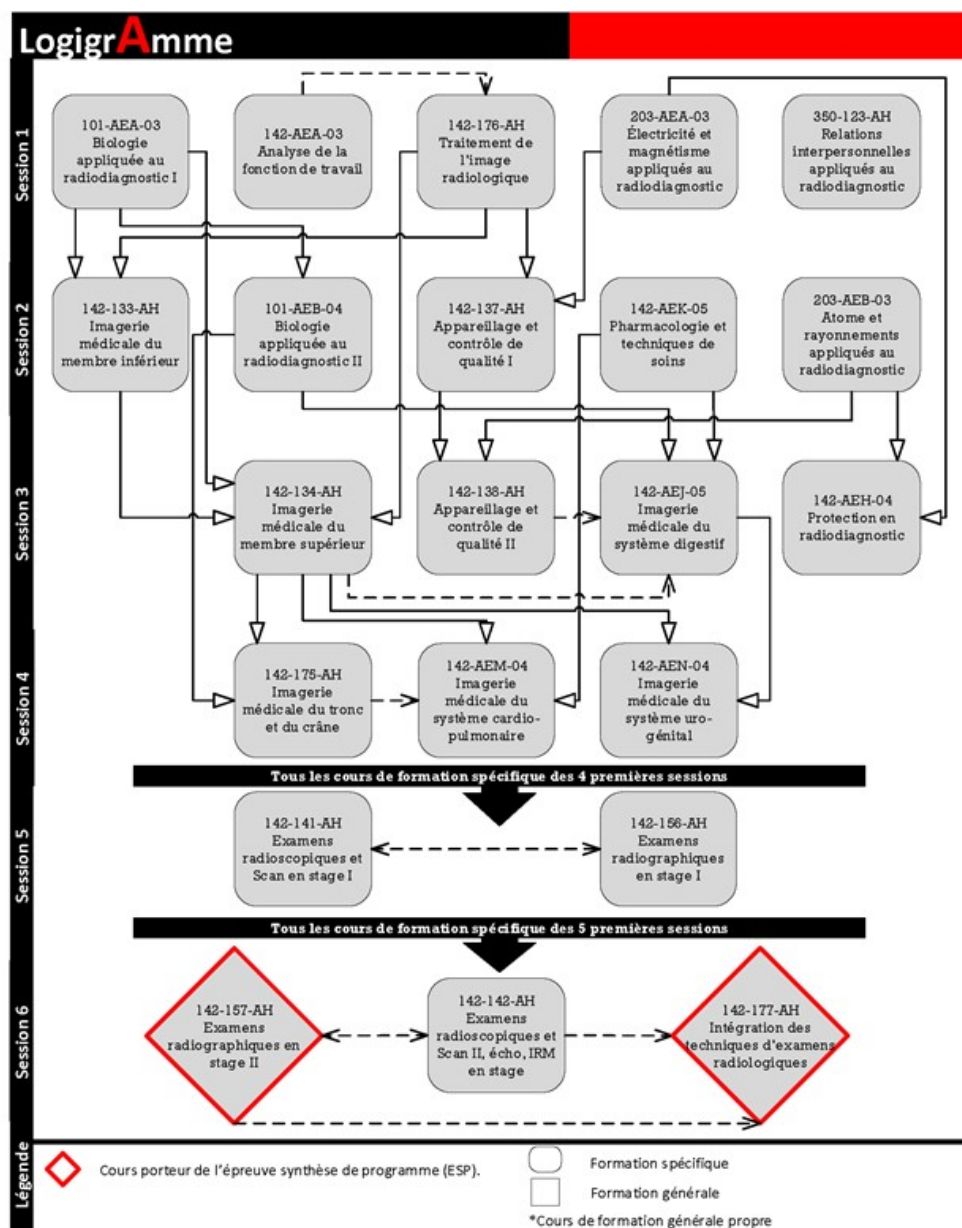 LogigrAmme
Session 1
101-AEA-03
Biologie
appliquée au
radiodiagnostic I
142-AEA-03
Analyse de la
fonction de travail
142-176-AH
Traitement de
l'image
radiologique
203-AEA-03
Électricité et
magnétisme
appliqués au
radiodiagnostic
350-123-AH
Relations
interpersonnelles
appliqués au
radiodiagnostic
Session 2
142-133-AH
Imagerie
médicale du
membre inférieur
101-AEB-04
Biologie
appliquée au
radiodiagnostic II
142-137-AH
Appareillage et
contrôle de
qualité I
142-AEK-05
Pharmacologie et
techniques de
soins
203-AEB-03
Atome et
rayonnements
appliqués au
radiodiagnostic
Session 3
142-134-AH
Imagerie
médicale du
membre supérieur
142-138-AH
Appareillage et
contrôle de
qualité II
142-AEJ-05
Imagerie
médicale du
système digestif
142-AEH-04
Protection en
radiodiagnostic
Session 4
142-175-AH
Imagerie
médicale du tronc
et du crâne
142-AEM-04
Imagerie
médicale du
système cardio-
pulmonaire
142-AEN-04
Imagerie
médicale du
système uro-
génital
Tous les cours de formation spécifique des 4 premières sessions
Session 5
142-141-AH
Examens
radioscopiques et
Scan en stage I
142-156-AH
Examens
radiographiques
en stage I
Tous les cours de formation spécifique des 5 premières sessions
Session 6
142-157-AH
Examens
radiographiques en
stage II
142-142-AH
Examens
radioscopiques et
Scan II, écho, IRM
en stage
142-177-AH
Intégration des
techniques d'examens
radiologiques
Légende
Cours porteur de l'épreuve synthèse de programme (ESP).
Formation spécifique
Formation générale
*Cours de formation générale propre